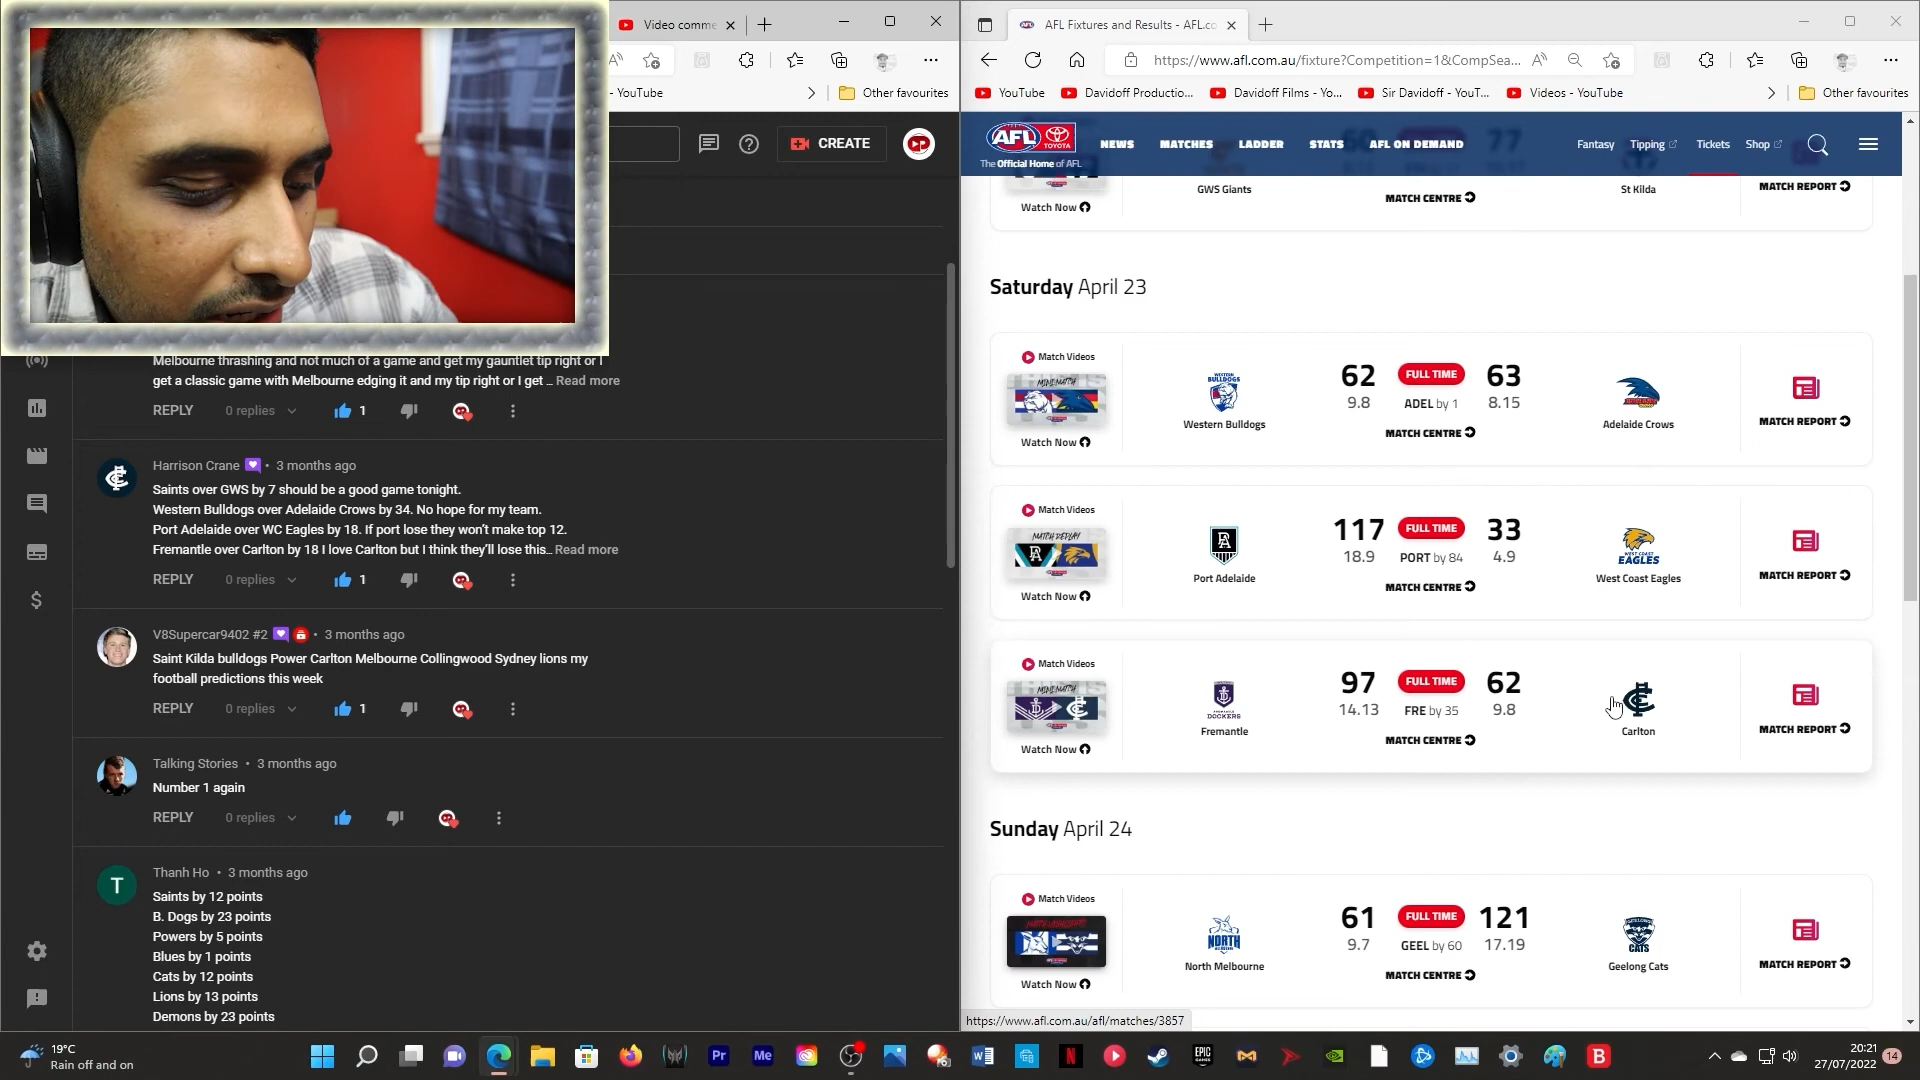 Video comme
- YouTube
Other favourites
CREATE
Melbourne thrashing and not much of a game and get my gauntlet tip right or I
get a classic game with Melbourne edging it and my tip right or I get ... Read more
REPLY 0 replies 1
Harrison Crane • 3 months ago
Saints over GWS by 7 should be a good game tonight.
Western Bulldogs over Adelaide Crows by 34. No hope for my team.
Port Adelaide over WC Eagles by 18. If port lose they won't make top 12.
Fremantle over Carlton by 18 I love Carlton but I think they'll lose this... Read more
REPLY 0 replies 1
V8Supercar9402 #2 • 3 months ago
Saint Kilda bulldogs Power Carlton Melbourne Collingwood Sydney lions my
football predictions this week
REPLY 0 replies 1
Talking Stories • 3 months ago
Number 1 again
REPLY 0 replies
T
Thanh Ho • 3 months ago
Saints by 12 points
B. Dogs by 23 points
Powers by 5 points
Blues by 1 points
Cats by 12 points
Lions by 13 points
Demons by 23 points
AFL Fixtures and Results - AFL.co
https://www.afl.com.au/fixture?Competition=1&CompSea...
YouTube Davidoff Productio... Davidoff Films - Yo... Sir Davidoff - YouT... Videos - YouTube Other favourites
AFL TOYOTA
The Official Home of AFL
NEWS MATCHES LADDER STATS AFL ON DEMAND Fantasy Tipping Tickets Shop
77
GWS Giants St Kilda
Watch Now MATCH CENTRE MATCH REPORT
Saturday April 23
Match Videos
MINI MATCH
Watch Now
Western Bulldogs
62 FULL TIME 63
9.8 ADEL by 1 8.15
MATCH CENTRE
Adelaide Crows
MATCH REPORT
Match Videos
MATCH REPLAY
Watch Now
Port Adelaide
117 FULL TIME 33
18.9 PORT by 84 4.9
MATCH CENTRE
WEST COAST
EAGLES
West Coast Eagles
MATCH REPORT
Match Videos
MINI MATCH
Watch Now
DOCKERS
Fremantle
97 FULL TIME 62
14.13 FRE by 35 9.8
MATCH CENTRE
Carlton
MATCH REPORT
Sunday April 24
Match Videos
Watch Now
NORTH
North Melbourne
61 FULL TIME 121
9.7 GEEL by 60 17.19
MATCH CENTRE
CATS
Geelong Cats
MATCH REPORT
https://www.afl.com.au/afl/matches/3857
19°C
Rain off and on
20:21
27/07/2022
14